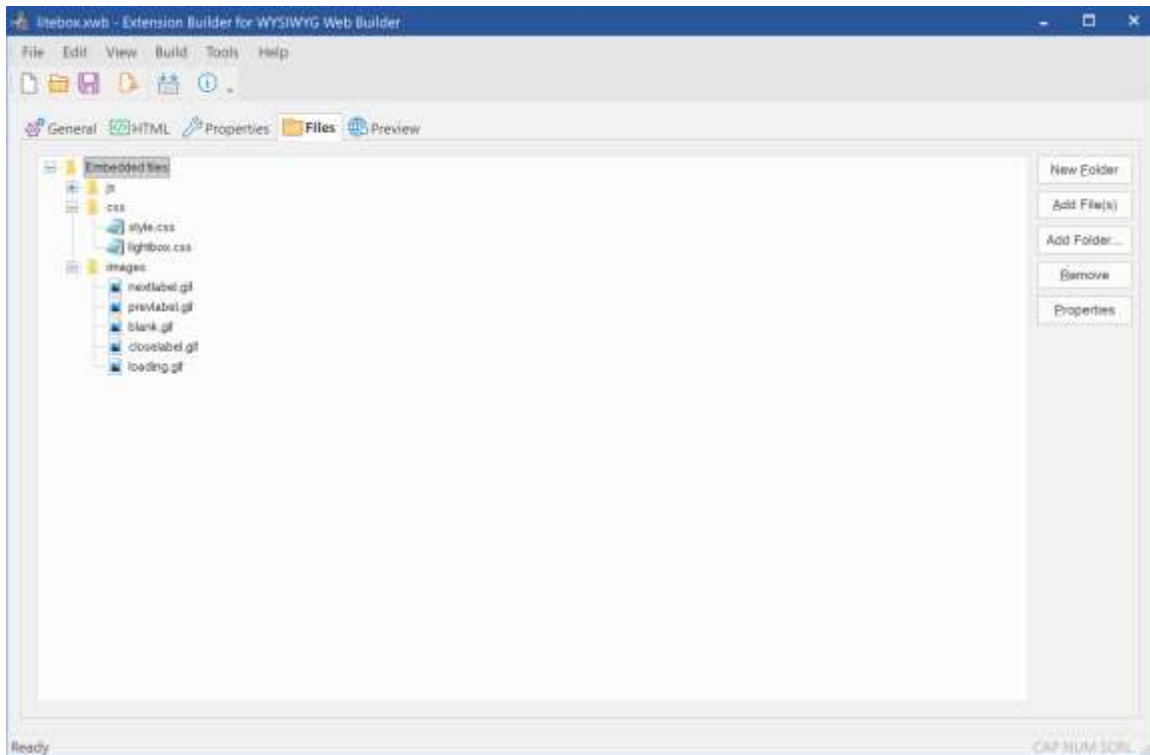 litebox.xwb - Extension Builder for WYSIWYG Web Builder
File Edit View Build Tools Help
General HTML Properties Files Preview
Embedded files
js
css
style.css
lightbox.css
images
nextlabel.gif
prevlabel.gif
blank.gif
closelabel.gif
loading.gif
New Folder
Add File(s)
Add Folder...
Remove
Properties
Ready
CAP NUM SCRL